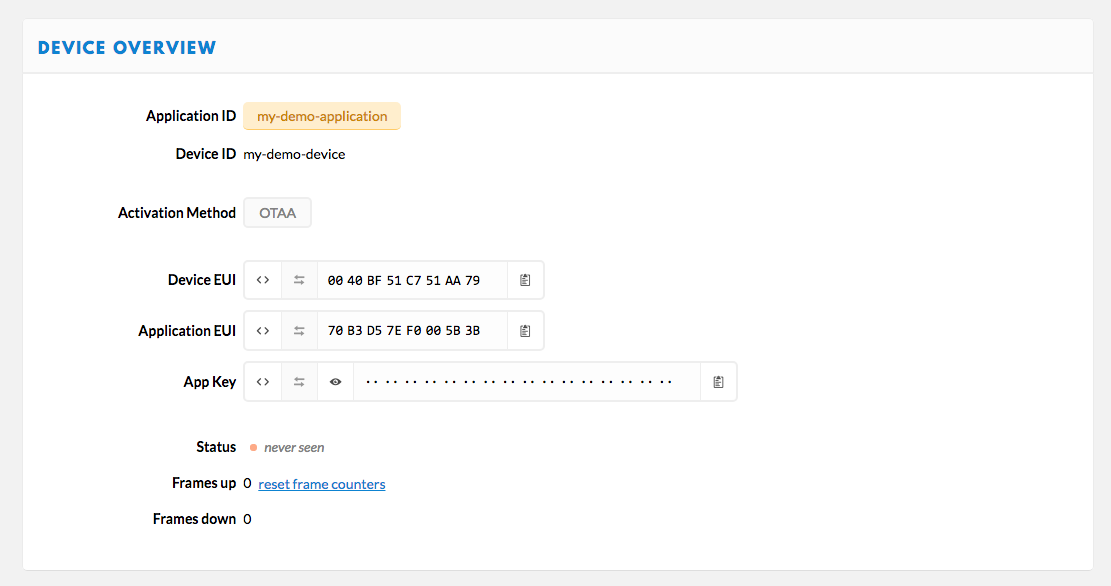 DEVICE OVERVIEW
Application ID my-demo-application
Device ID my-demo-device
Activation Method OTAA
Device EUI <> 00 40 BF 51 C7 51 AA 79
Application EUI <> 70 B3 D5 7E F0 00 5B 3B
App Key <> ·· ·· ·· ·· ·· ·· ·· ·· ·· ·· ·· ·· ·· ·· ·· ··
Status never seen
Frames up 0 reset frame counters
Frames down 0